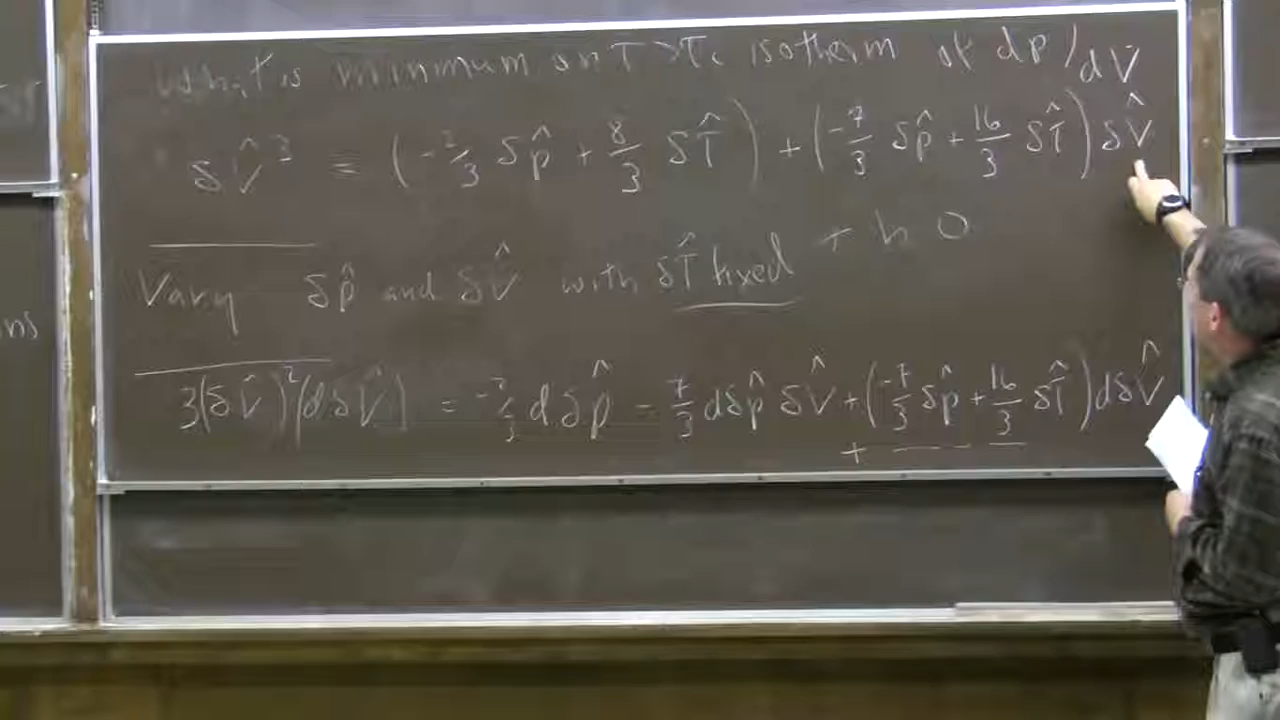 What is minimum on T > Tc isotherm of dp/dV
δV̂³ = (-2/3 δp̂ + 8/3 δT̂) + (-7/3 δp̂ + 16/3 δT̂) δV̂
+ h O
Vary δp̂ and δV̂ with δT̂ fixed
ns
3(δV̂)²(dδV̂) = -2/3 dδp̂ - 7/3 dδp̂ δV̂ + (-7/3 δp̂ + 16/3 δT̂) dδV̂
+